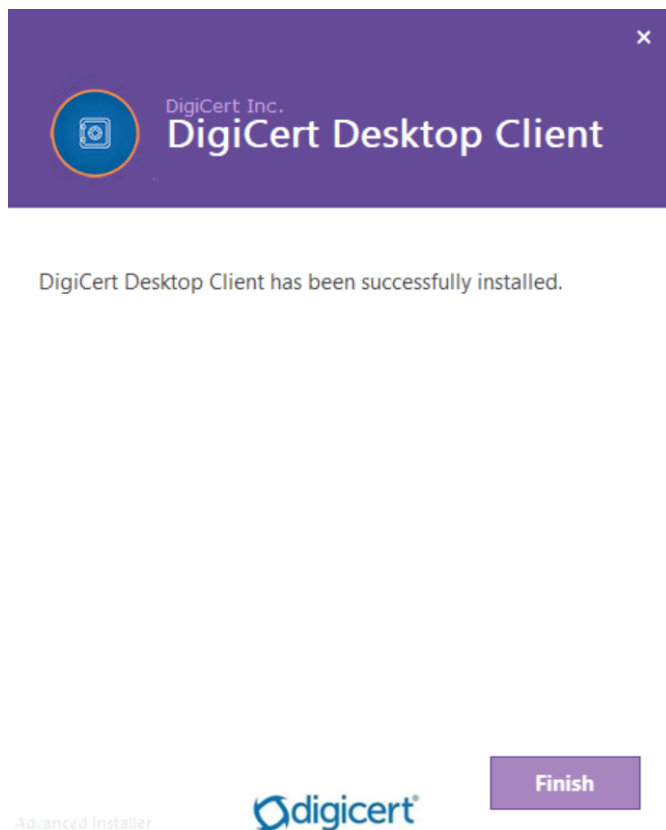 ×
DigiCert Inc.
DigiCert Desktop Client
DigiCert Desktop Client has been successfully installed.
Finish
digicert®
Advanced Installer